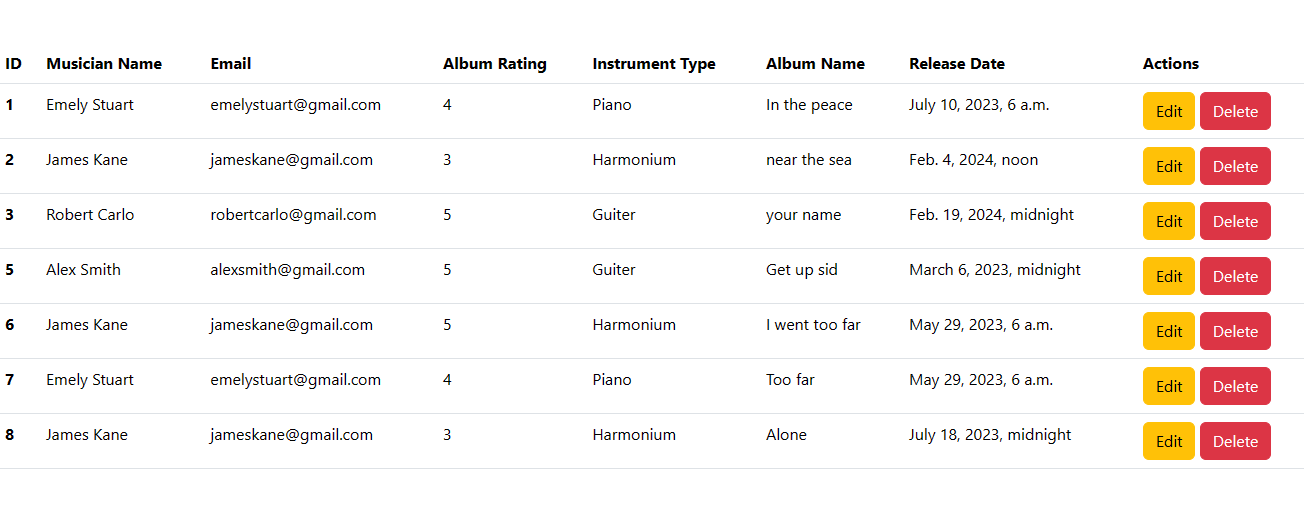 ID Musician Name Email Album Rating Instrument Type Album Name Release Date Actions
1 Emely Stuart emelystuart@gmail.com 4 Piano In the peace July 10, 2023, 6 a.m. Edit Delete
2 James Kane jameskane@gmail.com 3 Harmonium near the sea Feb. 4, 2024, noon Edit Delete
3 Robert Carlo robertcarlo@gmail.com 5 Guiter your name Feb. 19, 2024, midnight Edit Delete
5 Alex Smith alexsmith@gmail.com 5 Guiter Get up sid March 6, 2023, midnight Edit Delete
6 James Kane jameskane@gmail.com 5 Harmonium I went too far May 29, 2023, 6 a.m. Edit Delete
7 Emely Stuart emelystuart@gmail.com 4 Piano Too far May 29, 2023, 6 a.m. Edit Delete
8 James Kane jameskane@gmail.com 3 Harmonium Alone July 18, 2023, midnight Edit Delete